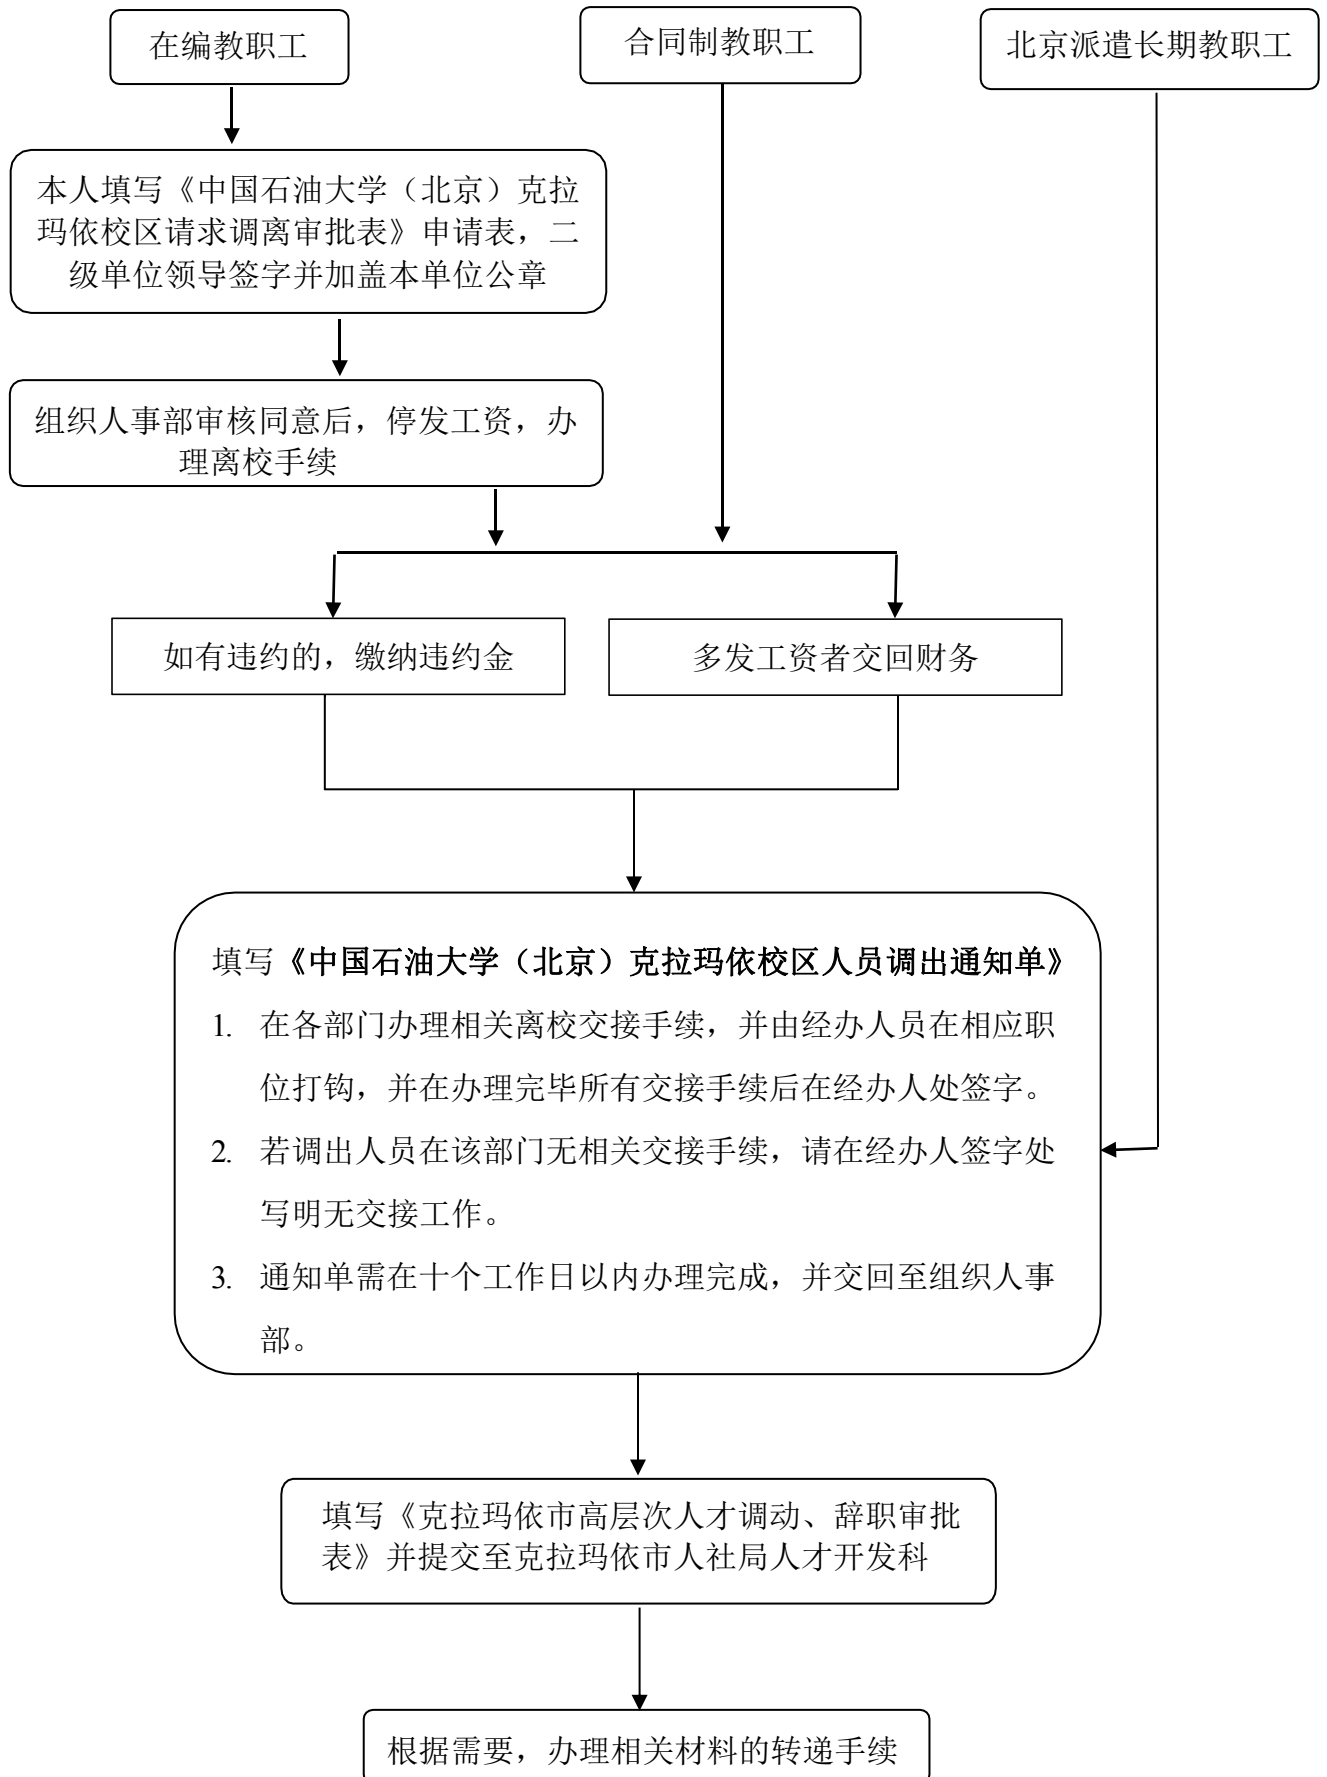 在编教职工
合同制教职工
北京派遣长期教职工
本人填写《中国石油大学（北京）克拉
玛依校区请求调离审批表》申请表，二
级单位领导签字并加盖本单位公章
组织人事部审核同意后，停发工资，办
理离校手续
如有违约的，缴纳违约金
多发工资者交回财务
填写《中国石油大学（北京）克拉玛依校区人员调出通知单》
1. 在各部门办理相关离校交接手续，并由经办人员在相应职
位打钩，并在办理完毕所有交接手续后在经办人处签字。
2. 若调出人员在该部门无相关交接手续，请在经办人签字处
写明无交接工作。
3. 通知单需在十个工作日以内办理完成，并交回至组织人事
部。
填写《克拉玛依市高层次人才调动、辞职审批
表》并提交至克拉玛依市人社局人才开发科
根据需要，办理相关材料的转递手续